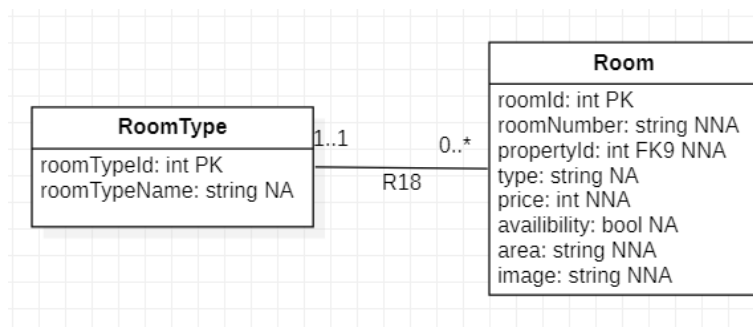 RoomType
roomTypeId: int PK
roomTypeName: string NA
1..1
0..*
R18
Room
roomId: int PK
roomNumber: string NNA
propertyId: int FK9 NNA
type: string NA
price: int NNA
availibility: bool NA
area: string NNA
image: string NNA